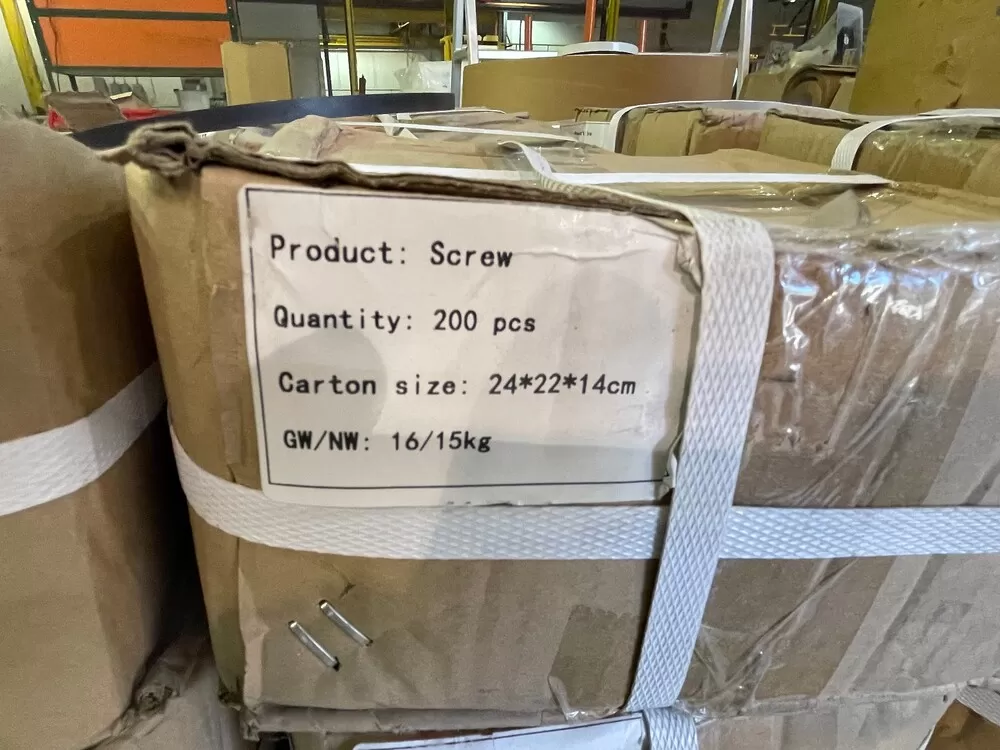 Product: Screw
Quantity: 200 pcs
Carton size: 24*22*14cm
GW/NW: 16/15kg